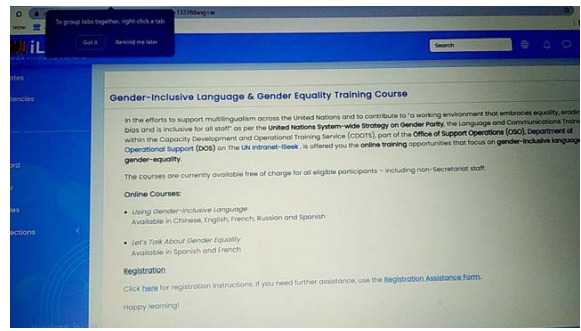 1322&lang=e
To group tabs together, right-click a tab
Got it
Remind me later
iL
Search
Gender-Inclusive Language & Gender Equality Training Course
In the efforts to support multilingualism across the United Nations and to contribute to "a working environment that embraces equality, eradic
bias and is inclusive for all staff" as per the United Nations System-wide Strategy on Gender Parity, the Language and Communications Trainin
within the Capacity Development and Operational Training Service (CDOTS), part of the Office of Support Operations (OSO), Department of
Operational Support (DOS) on the UN Intranet-iSeek, is offered you the online training opportunities that focus on gender-inclusive language
gender-equality.
The courses are currently available free of charge for all eligible participants – including non-Secretariat staff.
Online Courses:
• Using Gender-Inclusive Language
Available in Chinese, English, French, Russian and Spanish
• Let's Talk About Gender Equality
Available in Spanish and French
Registration
Click here for registration instructions. If you need further assistance, use the Registration Assistance Form.
Happy learning!